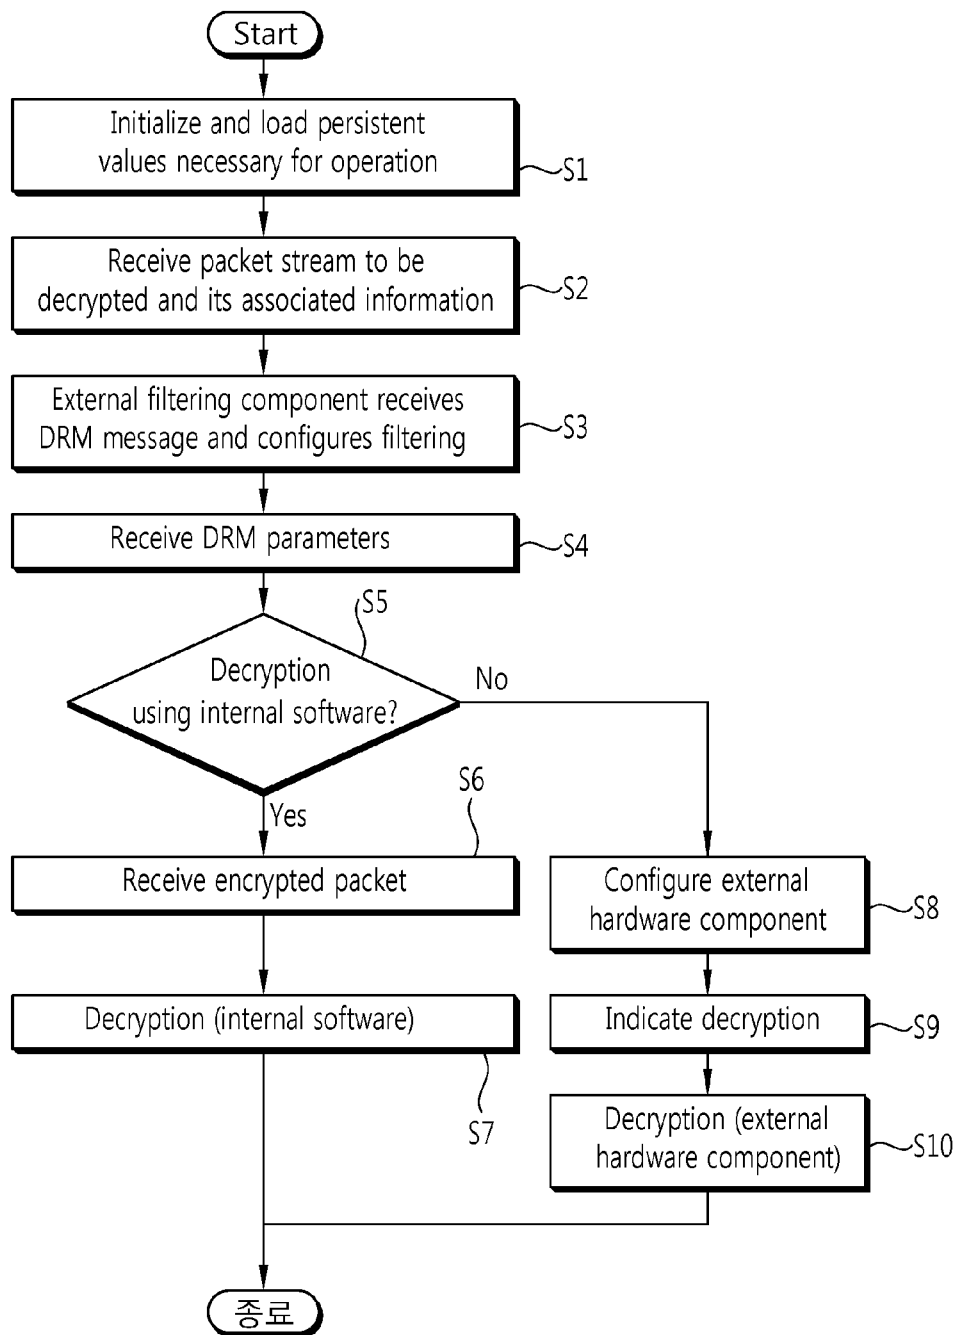 Start
Initialize and load persistent
values necessary for operation
S1
Receive packet stream to be
decrypted and its associated information
S2
External filtering component receives
DRM message and configures filtering
S3
Receive DRM parameters
S4
S5
Decryption
using internal software?
No
Yes
S6
Receive encrypted packet
Configure external
hardware component
S8
Decryption (internal software)
S7
Indicate decryption
S9
Decryption (external
hardware component)
S10
종료